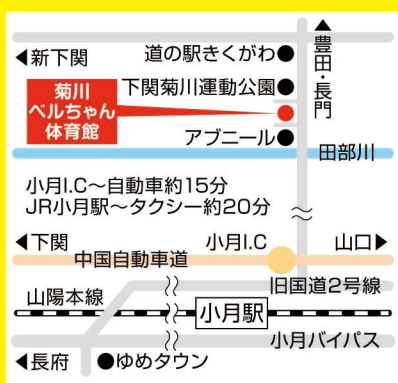 ◀新下関
道の駅きくがわ●
▲豊田・長門
菊川
ベルちゃん
体育館
下関菊川運動公園●
アブニール●
田部川
小月I.C～自動車約15分
JR小月駅～タクシー約20分
◀下関
小月I.C
山口▶
中国自動車道
旧国道2号線
山陽本線
小月駅
小月バイパス
◀長府
●ゆめタウン